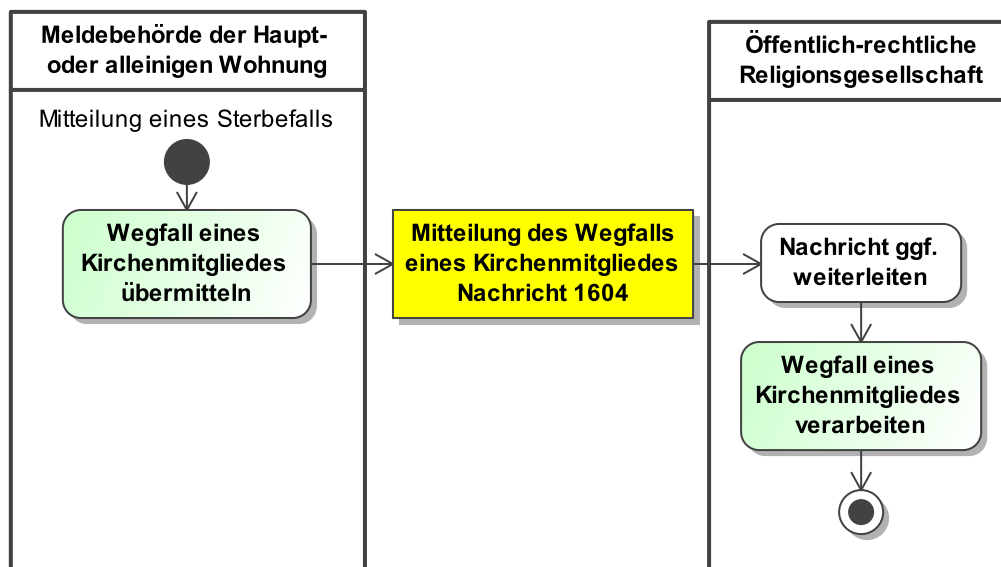 Meldebehörde der Haupt-
oder alleinigen Wohnung
Mitteilung eines Sterbefalls
Wegfall eines
Kirchenmitgliedes
übermitteln
Mitteilung des Wegfalls
eines Kirchenmitgliedes
Nachricht 1604
Öffentlich-rechtliche
Religionsgesellschaft
Nachricht ggf.
weiterleiten
Wegfall eines
Kirchenmitgliedes
verarbeiten